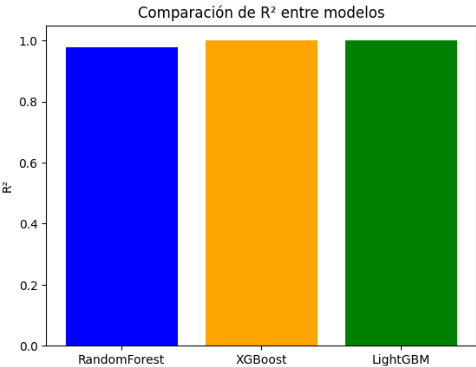 Comparación de R² entre modelos
R²
1.0
0.8
0.6
0.4
0.2
0.0
RandomForest XGBoost LightGBM